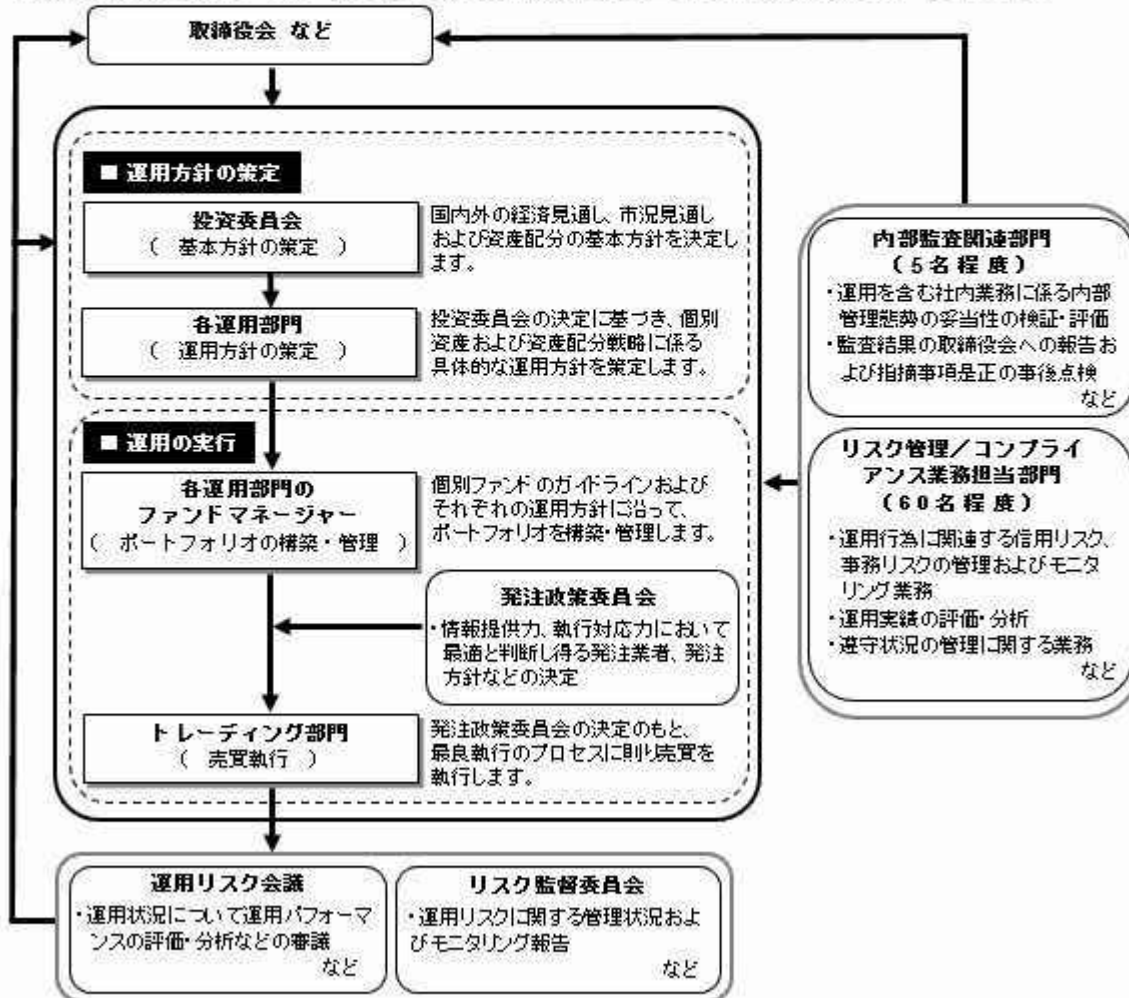 取締役会 など
■ 運用方針の策定
投資委員会
( 基本方針の策定 )
国内外の経済見通し、市況見通し
および資産配分の基本方針を決定し
ます。
各運用部門
( 運用方針の策定 )
投資委員会の決定に基づき、個別
資産および資産配分戦略に係る
具体的な運用方針を策定します。
■ 運用の実行
各運用部門の
ファンドマネージャー
( ポートフォリオの構築・管理 )
個別ファンドのガイドラインおよび
それぞれの運用方針に沿って、
ポートフォリオを構築・管理します。
発注政策委員会
・情報提供力、執行対応力において
最適と判断し得る発注業者、発注
方針などの決定
トレーディング部門
( 売買執行 )
発注政策委員会の決定のもと、
最良執行のプロセスに則り売買を
執行します。
内部監査関連部門
(5名程度)
・運用を含む社内業務に係る内部
管理態勢の妥当性の検証・評価
・監査結果の取締役会への報告お
よび指摘事項是正の事後点検
など
リスク管理/コンプライ
アンス業務担当部門
(60名程度)
・運用行為に関連する信用リスク、
事務リスクの管理およびモニタ
リング業務
・運用実績の評価・分析
・遵守状況の管理に関する業務
など
運用リスク会議
・運用状況について運用パフォーマ
ンスの評価・分析などの審議
など
リスク監督委員会
・運用リスクに関する管理状況およ
びモニタリング報告
など